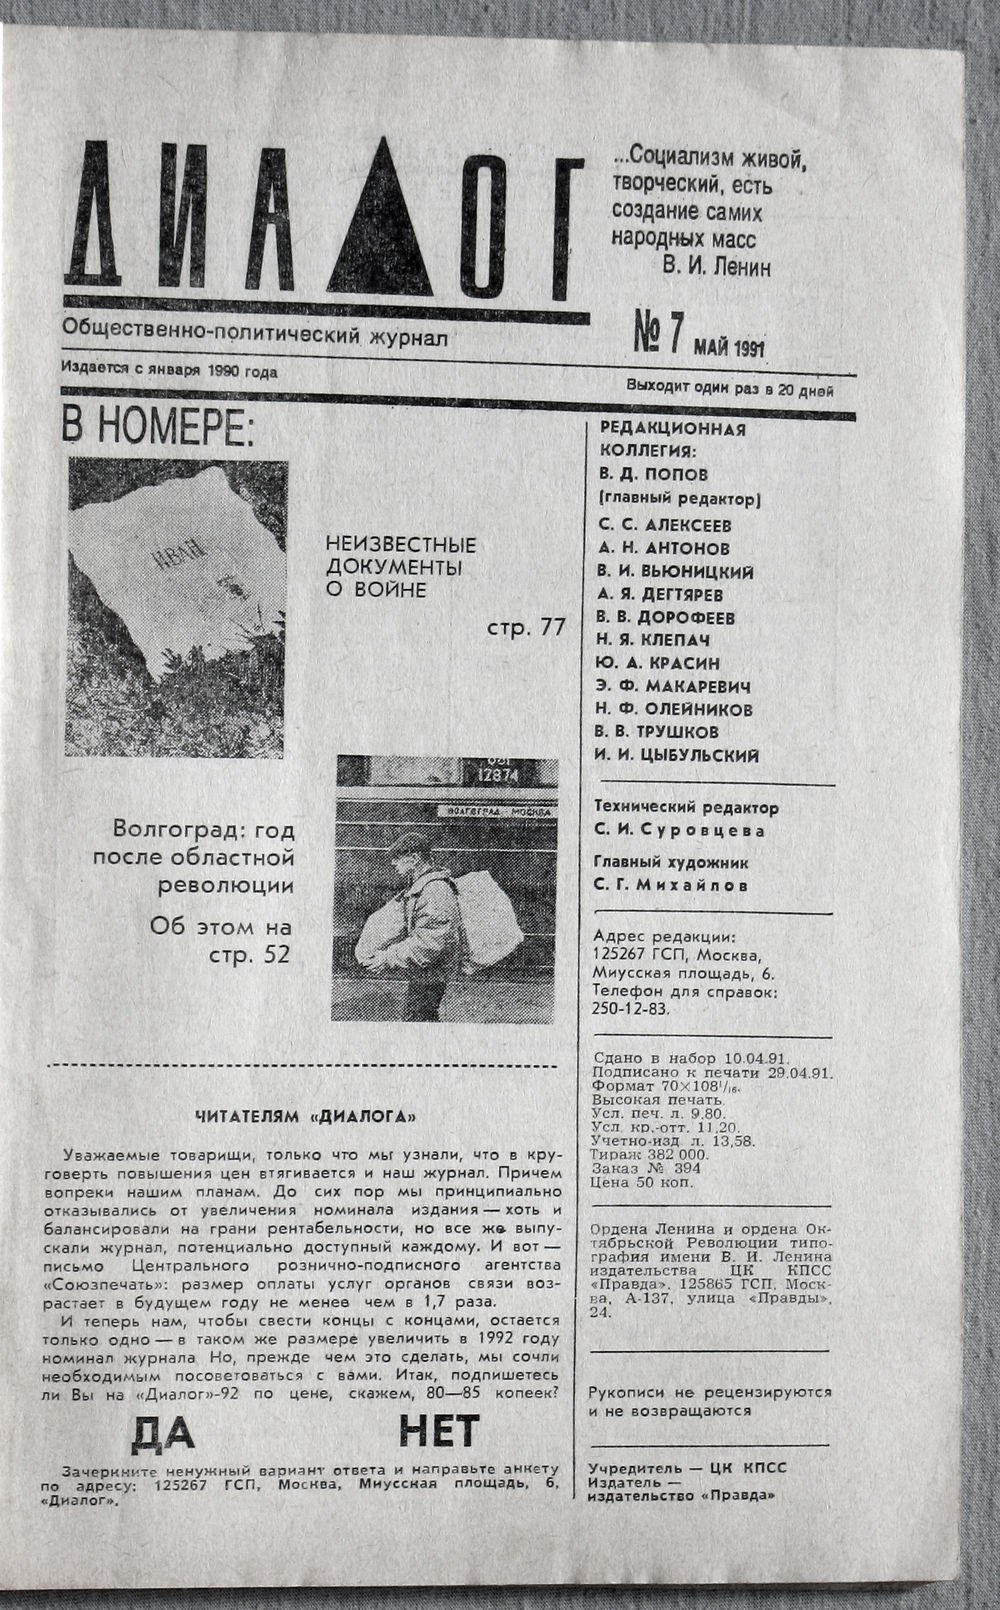 ДИАЛОГ
...Социализм живой,
творческий, есть
создание самих
народных масс
В. И. Ленин
Общественно-политический журнал
№ 7 МАЙ 1991
Издается с января 1990 года
Выходит один раз в 20 дней
В НОМЕРЕ:
ИВАН
НЕИЗВЕСТНЫЕ
ДОКУМЕНТЫ
О ВОЙНЕ
стр. 77
12874
ВОЛГОГРАД - МОСКВА
Волгоград: год
после областной
революции
Об этом на
стр. 52
ЧИТАТЕЛЯМ «ДИАЛОГА»
Уважаемые товарищи, только что мы узнали, что в кру-
говерть повышения цен втягивается и наш журнал. Причем
вопреки нашим планам. До сих пор мы принципиально
отказывались от увеличения номинала издания — хоть и
балансировали на грани рентабельности, но все же выпу-
скали журнал, потенциально доступный каждому. И вот —
письмо Центрального рознично-подписного агентства
«Союзпечать»: размер оплаты услуг органов связи воз-
растает в будущем году не менее чем в 1,7 раза.
И теперь нам, чтобы свести концы с концами, остается
только одно — в таком же размере увеличить в 1992 году
номинал журнала. Но, прежде чем это сделать, мы сочли
необходимым посоветоваться с вами. Итак, подпишетесь
ли Вы на «Диалог»-92 по цене, скажем, 80—85 копеек?
ДА НЕТ
Зачеркните ненужный вариант ответа и направьте анкету
по адресу: 125267 ГСП, Москва, Миусская площадь, 6,
«Диалог».
РЕДАКЦИОННАЯ
КОЛЛЕГИЯ:
В. Д. ПОПОВ
(главный редактор)
С. С. АЛЕКСЕЕВ
А. Н. АНТОНОВ
В. И. ВЬЮНИЦКИЙ
А. Я. ДЕГТЯРЕВ
В. В. ДОРОФЕЕВ
Н. Я. КЛЕПАЧ
Ю. А. КРАСИН
Э. Ф. МАКАРЕВИЧ
Н. Ф. ОЛЕЙНИКОВ
В. В. ТРУШКОВ
И. И. ЦЫБУЛЬСКИЙ
Технический редактор
С. И. Суровцева
Главный художник
С. Г. Михайлов
Адрес редакции:
125267 ГСП, Москва,
Миусская площадь, 6.
Телефон для справок:
250-12-83.
Сдано в набор 10.04.91.
Подписано к печати 29.04.91.
Формат 70×108¹/₁₆.
Высокая печать.
Усл. печ. л. 9,80.
Усл. кр.-отт. 11,20.
Учетно-изд. л. 13,58.
Тираж 382 000.
Заказ № 394
Цена 50 коп.
Ордена Ленина и ордена Ок-
тябрьской Революции типо-
графия имени В. И. Ленина
издательства ЦК КПСС
«Правда». 125865 ГСП, Моск-
ва, А-137, улица «Правды»,
24.
Рукописи не рецензируются
и не возвращаются
Учредитель — ЦК КПСС
Издатель —
издательство «Правда»